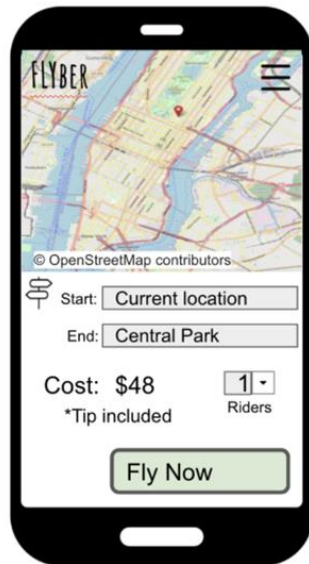 FLYBER
© OpenStreetMap contributors
Start: Current location
End: Central Park
Cost: $48
1
*Tip included
Riders
Fly Now